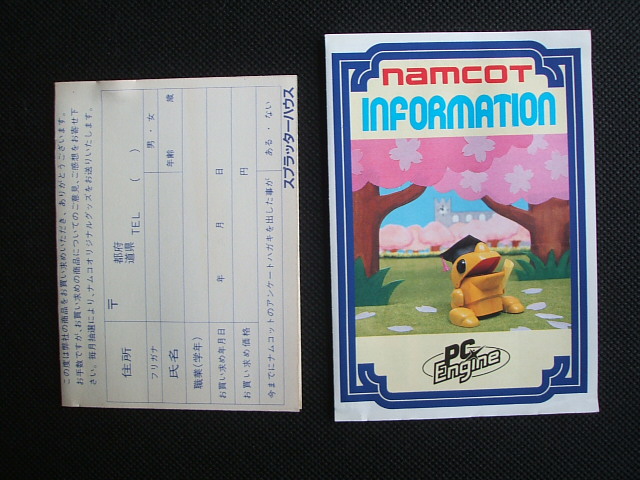 この度は弊社の商品をお買い求めいただき、ありがとうございます。
お手数ですが、お買い求めの商品についてのご意見、ご感想をお寄せ下
さい。毎月抽選により、ナムコオリジナルグッズをお送りいたします。
住所
〒
都府
道県
TEL ( )
フリガナ
氏名
男・女
年齢 歳
職業(学年)
お買い求め年月日
年 月 日
お買い求め価格
円
今までにナムコットのアンケートハガキを出した事が ある・ない
スプラッターハウス
namcot
INFORMATION
PC
Engine